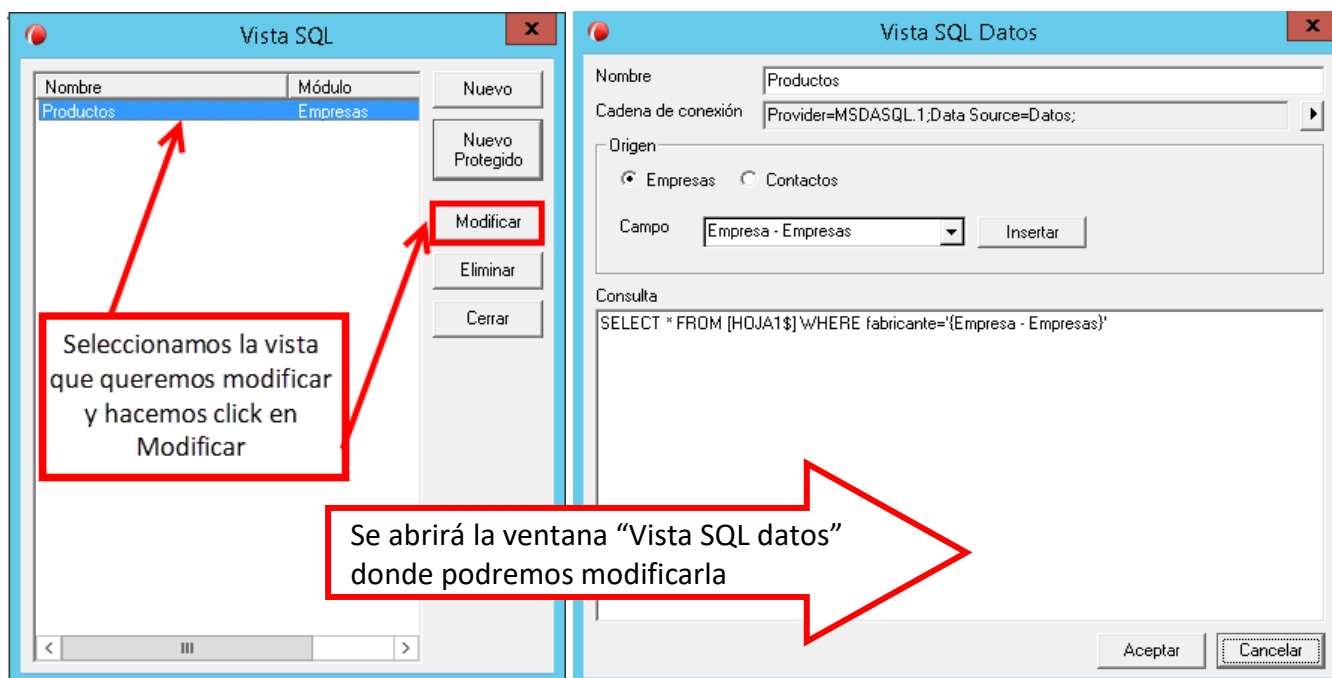 Vista SQL
x
Nombre
Módulo
Productos
Empresas
Nuevo
Nuevo
Protegido
Modificar
Eliminar
Cerrar
Seleccionamos la vista
que queremos modificar
y hacemos click en
Modificar
Vista SQL Datos
x
Nombre
Productos
Cadena de conexión
Provider=MSDASQL.1;Data Source=Datos;
Origen
Empresas
Contactos
Campo
Empresa - Empresas
Insertar
Consulta
SELECT * FROM [HOJA1$] WHERE fabricante='{Empresa - Empresas}'
Se abrirá la ventana “Vista SQL datos”
donde podremos modificarla
Aceptar
Cancelar